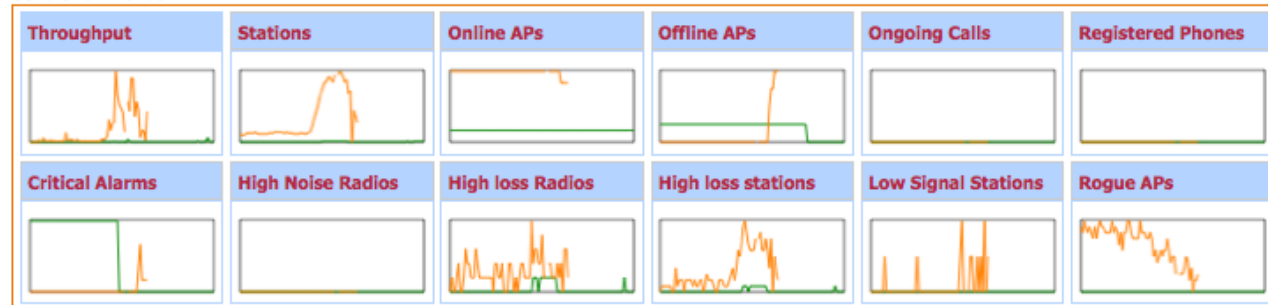 Throughput
Stations
Online APs
Offline APs
Ongoing Calls
Registered Phones
Critical Alarms
High Noise Radios
High loss Radios
High loss stations
Low Signal Stations
Rogue APs